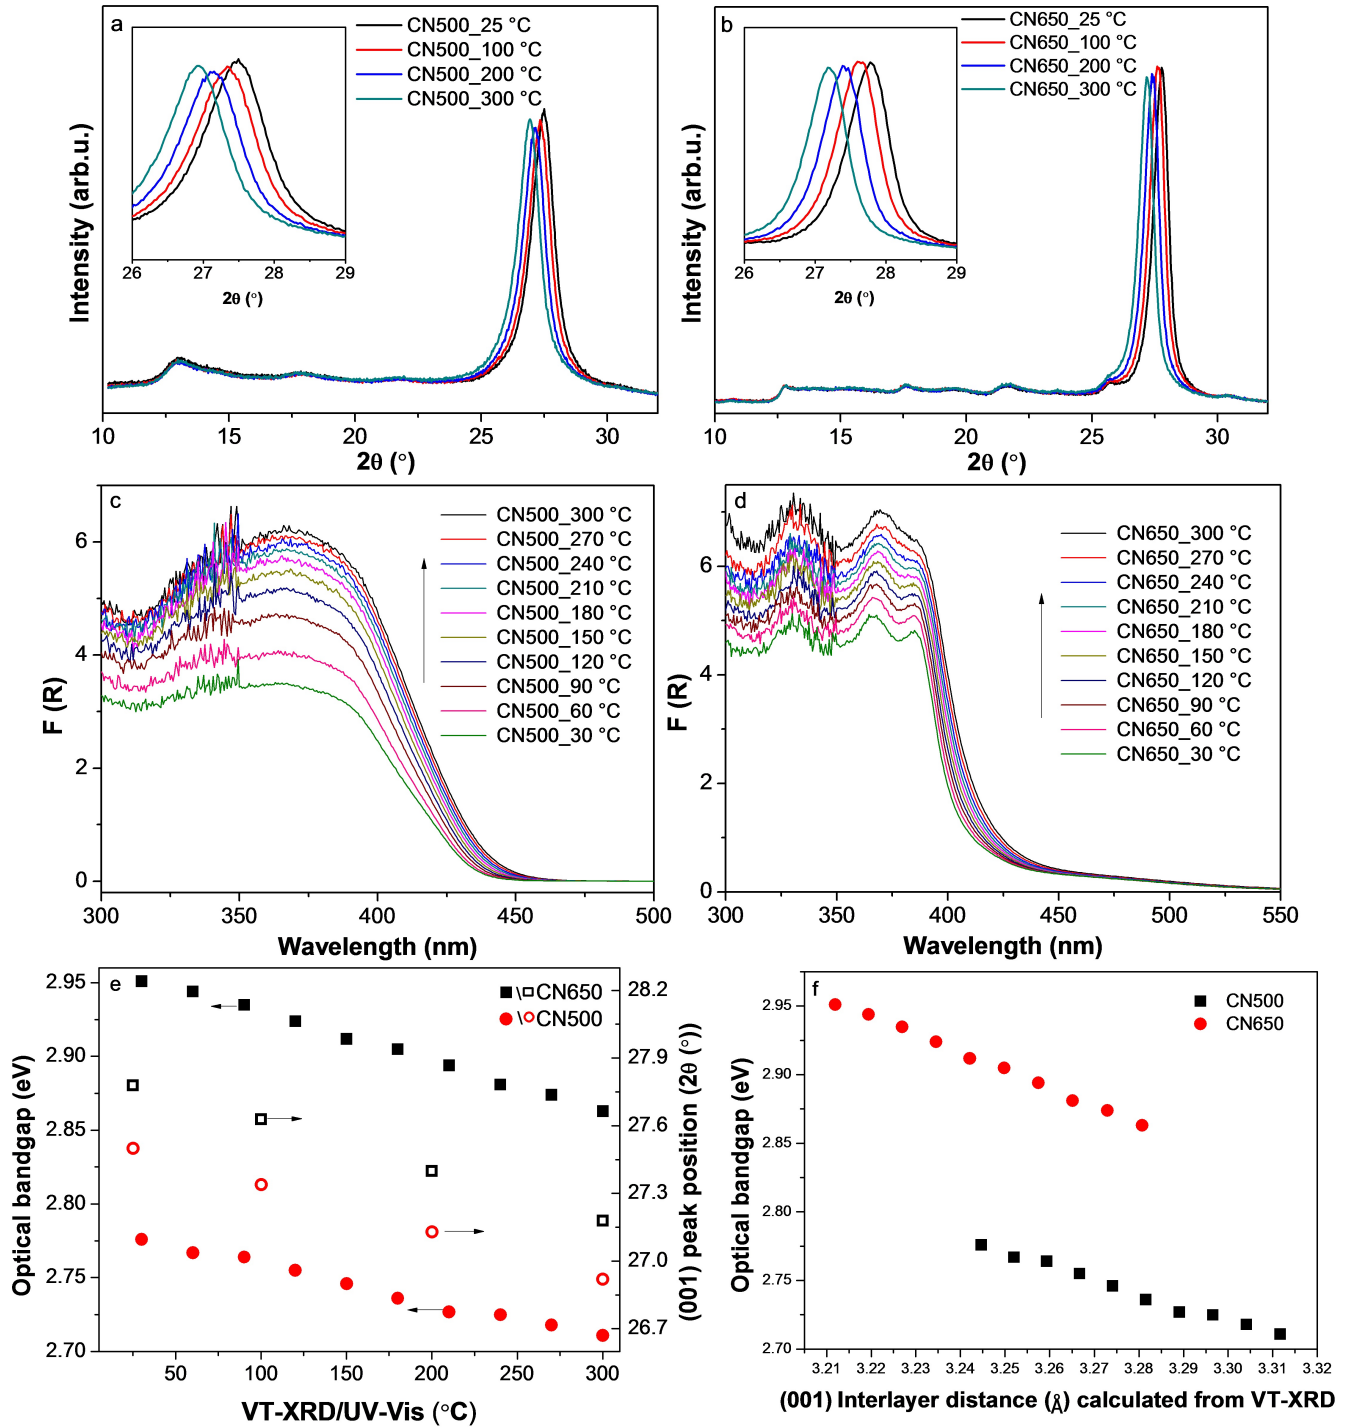 a
CN500_25 °C
CN500_100 °C
CN500_200 °C
CN500_300 °C
26 27 28 29
2θ (°)
Intensity (arb.u.)
10 15 20 25 30
2θ (°)
b
CN650_25 °C
CN650_100 °C
CN650_200 °C
CN650_300 °C
26 27 28 29
2θ (°)
Intensity (arb.u.)
10 15 20 25 30
2θ (°)
c
CN500_300 °C
CN500_270 °C
CN500_240 °C
CN500_210 °C
CN500_180 °C
CN500_150 °C
CN500_120 °C
CN500_90 °C
CN500_60 °C
CN500_30 °C
F (R)
6
4
2
0
300 350 400 450 500
Wavelength (nm)
d
CN650_300 °C
CN650_270 °C
CN650_240 °C
CN650_210 °C
CN650_180 °C
CN650_150 °C
CN650_120 °C
CN650_90 °C
CN650_60 °C
CN650_30 °C
F (R)
6
4
2
0
300 350 400 450 500 550
Wavelength (nm)
e
\ CN650
\ CN500
Optical bandgap (eV)
2.95
2.90
2.85
2.80
2.75
2.70
28.2
27.9
27.6
27.3
27.0
26.7
(001) peak position (2θ (°))
50 100 150 200 250 300
VT-XRD/UV-Vis (°C)
f
CN500
CN650
Optical bandgap (eV)
2.95
2.90
2.85
2.80
2.75
2.70
3.21 3.22 3.23 3.24 3.25 3.26 3.27 3.28 3.29 3.30 3.31 3.32
(001) Interlayer distance (Å) calculated from VT-XRD